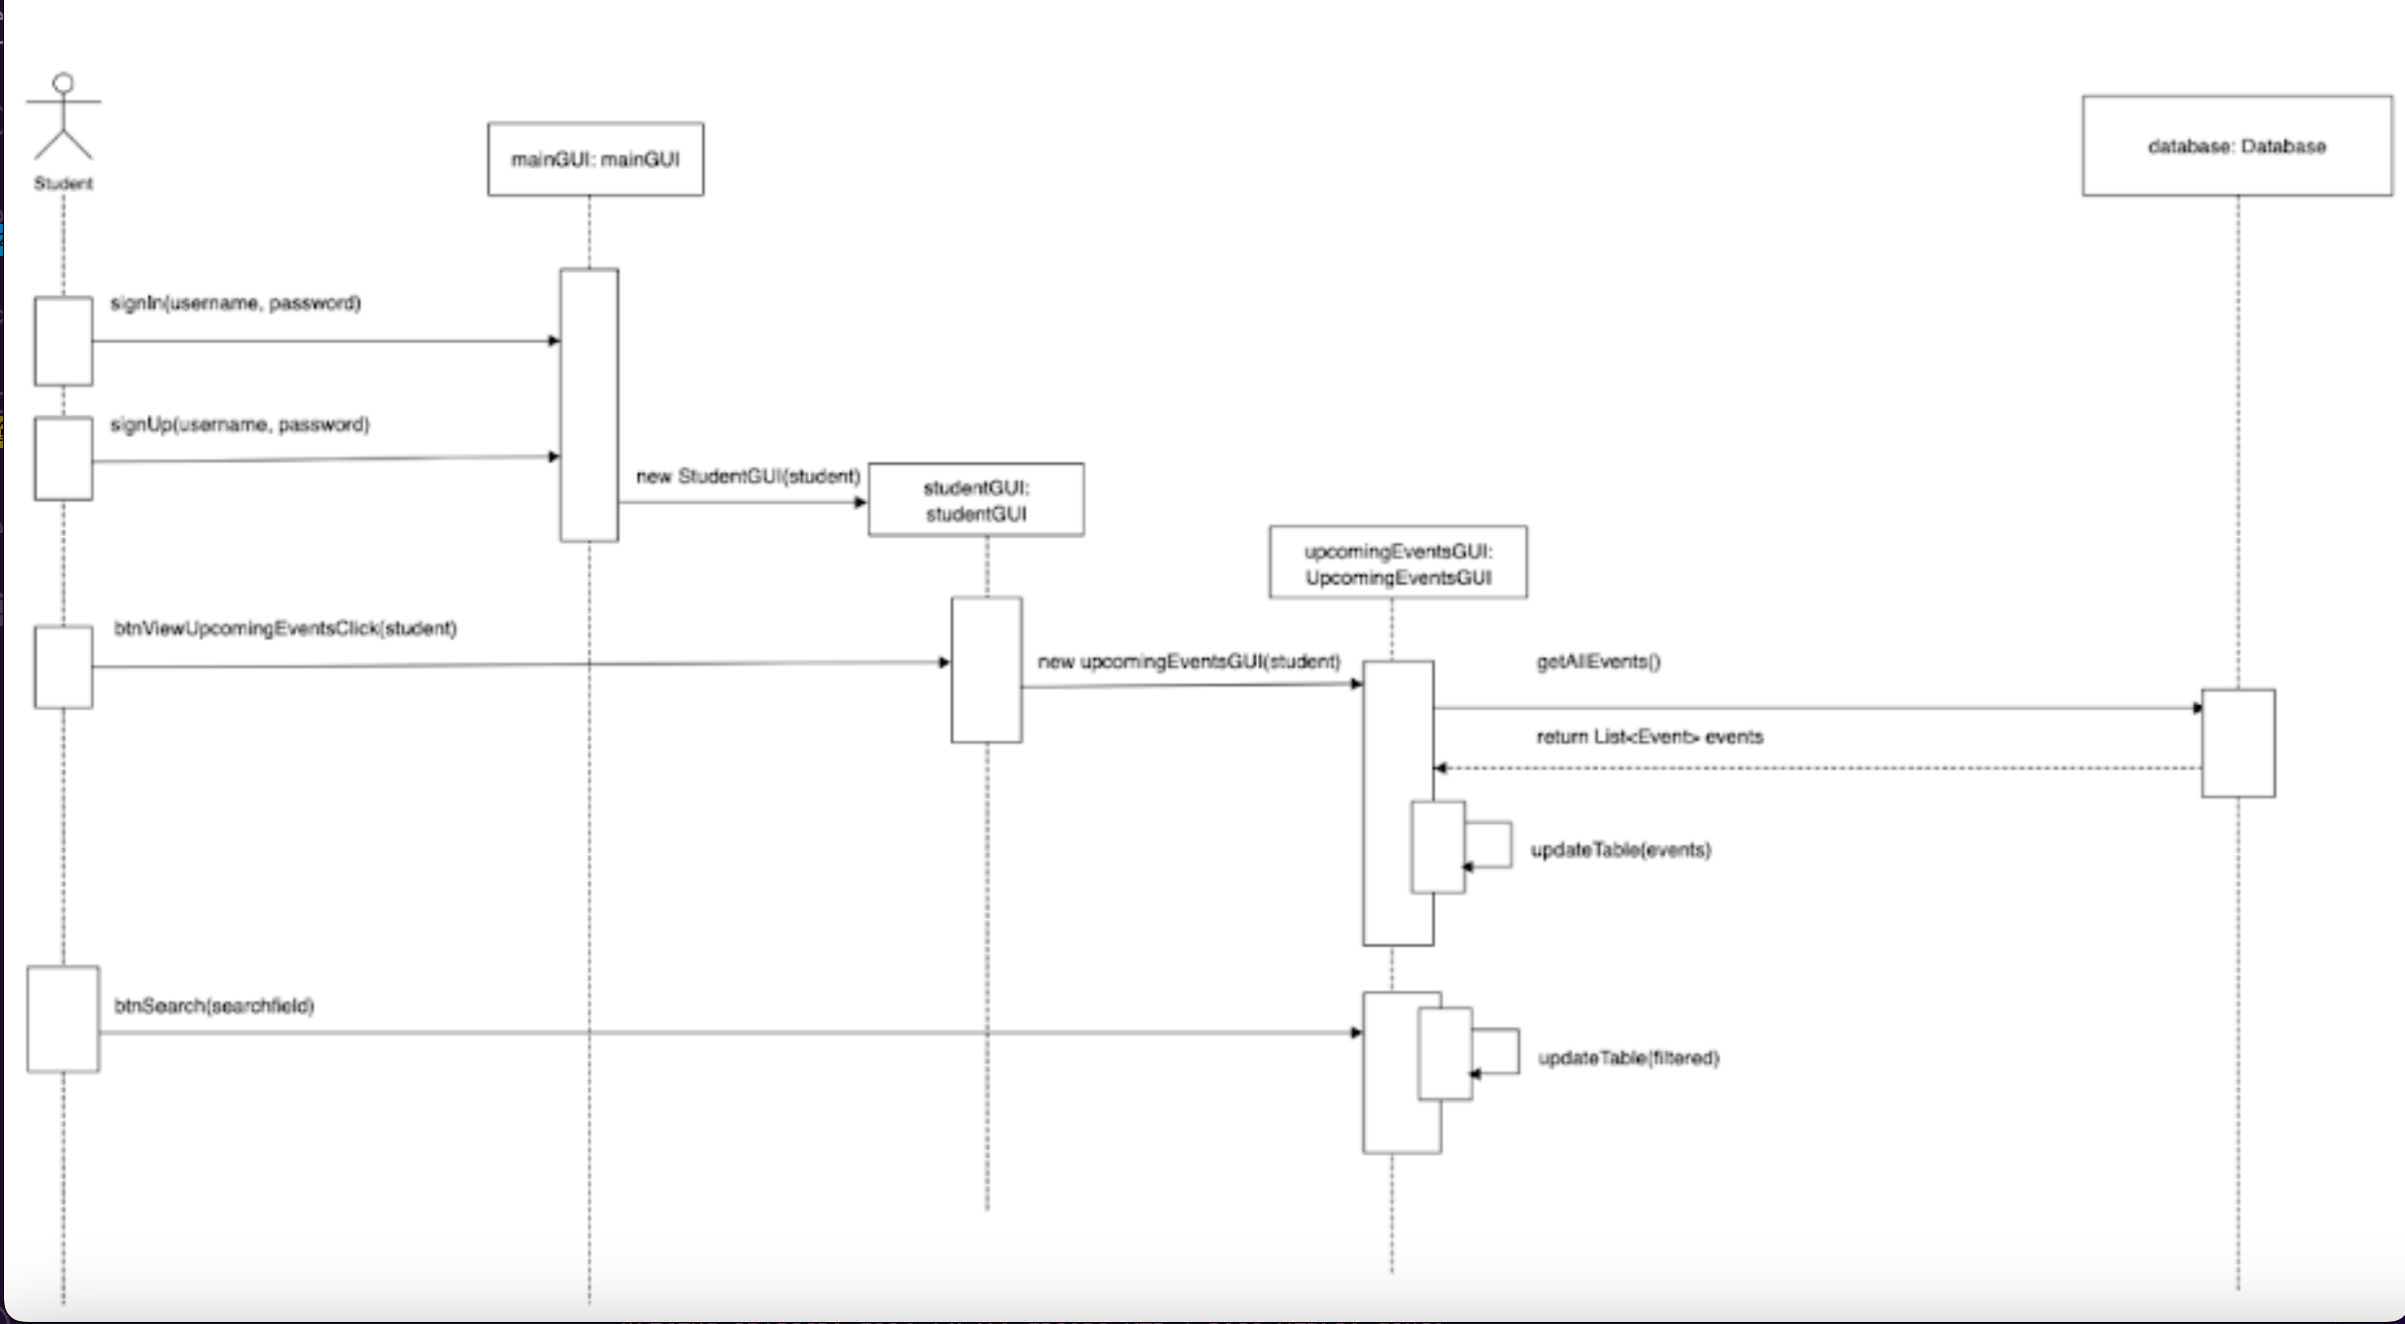 Student
mainGUI: mainGUI
database: Database
signIn(username, password)
signUp(username, password)
new StudentGUI(student)
studentGUI:
studentGUI
upcomingEventsGUI:
UpcomingEventsGUI
btnViewUpcomingEventsClick(student)
new upcomingEventsGUI(student)
getAllEvents()
return List<Event> events
updateTable(events)
btnSearch(searchfield)
updateTable(filtered)